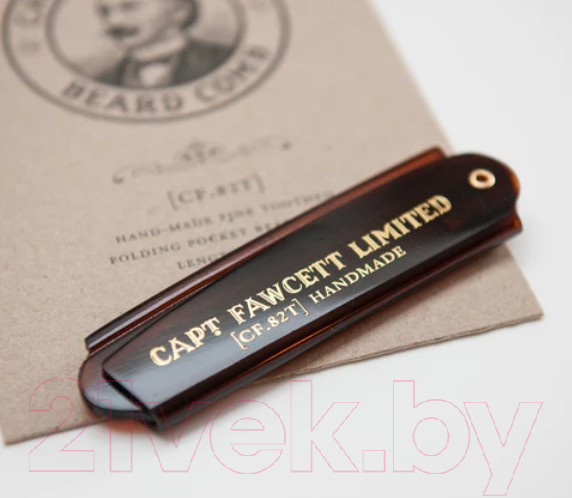 BEARD COMB
[CF.82T]
HAND-MADE FINE TOOTHED
FOLDING POCKET
CAPT. FAWCETT LIMITED
[CF.82T] HANDMADE
21vek.by